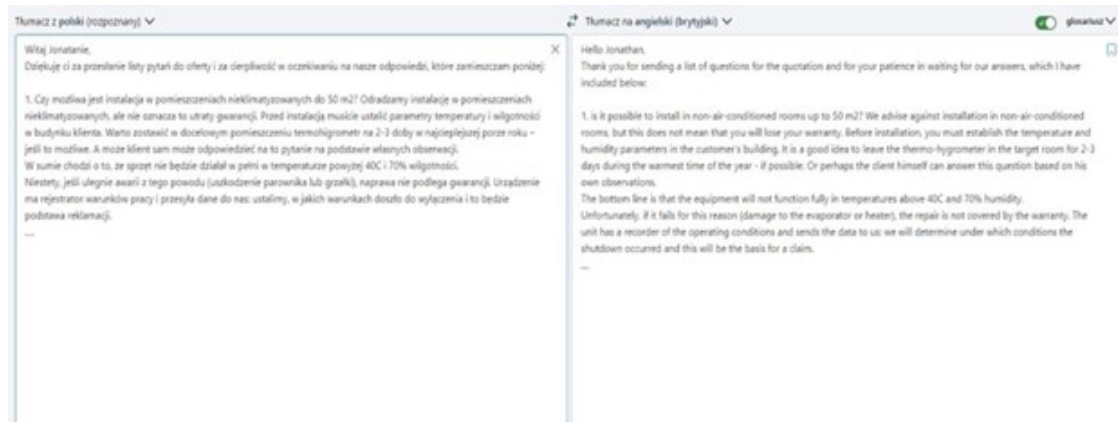 Tłumacz z polski (rozpoznany)
Tłumacz na angielski (brytyjski)
glosariusz
Witaj Jonatanie,
Dziękuję ci za przesłanie listy pytań do oferty i za cierpliwość w oczekiwaniu na nasze odpowiedzi, które zamieszczam poniżej:
1. Czy możliwa jest instalacja w pomieszczeniach nieklimatyzowanych do 50 m2? Odradzamy instalację w pomieszczeniach
nieklimatyzowanych, ale nie oznacza to utraty gwarancji. Przed instalacją musicie ustalić parametry temperatury i wilgotności
w budynku klienta. Warto zostawić w docelowym pomieszczeniu termohigrometr na 2-3 doby w najcieplejszej porze roku –
jeśli to możliwe. A może klient sam może odpowiedzieć na to pytanie na podstawie własnych obserwacji.
W sumie chodzi o to, że sprzęt nie będzie działał w pełni w temperaturze powyżej 40C i 70% wilgotności.
Niestety, jeśli ulegnie awarii z tego powodu (uszkodzenie parownika lub grzałki), naprawa nie podlega gwarancji. Urządzenie
ma rejestrator warunków pracy i przesyła dane do nas: ustalimy, w jakich warunkach doszło do wyłączenia i to będzie
podstawa reklamacji.
...
Hello Jonathan,
Thank you for sending a list of questions for the quotation and for your patience in waiting for our answers, which I have
included below:
1. is it possible to install in non-air-conditioned rooms up to 50 m2? We advise against installation in non-air-conditioned
rooms, but this does not mean that you will lose your warranty. Before installation, you must establish the temperature and
humidity parameters in the customer's building. It is a good idea to leave the thermo-hygrometer in the target room for 2-3
days during the warmest time of the year - if possible. Or perhaps the client himself can answer this question based on his
own observations.
The bottom line is that the equipment will not function fully in temperatures above 40C and 70% humidity.
Unfortunately, if it fails for this reason (damage to the evaporator or heater), the repair is not covered by the warranty. The
unit has a recorder of the operating conditions and sends the data to us: we will determine under which conditions the
shutdown occurred and this will be the basis for a claim.
...